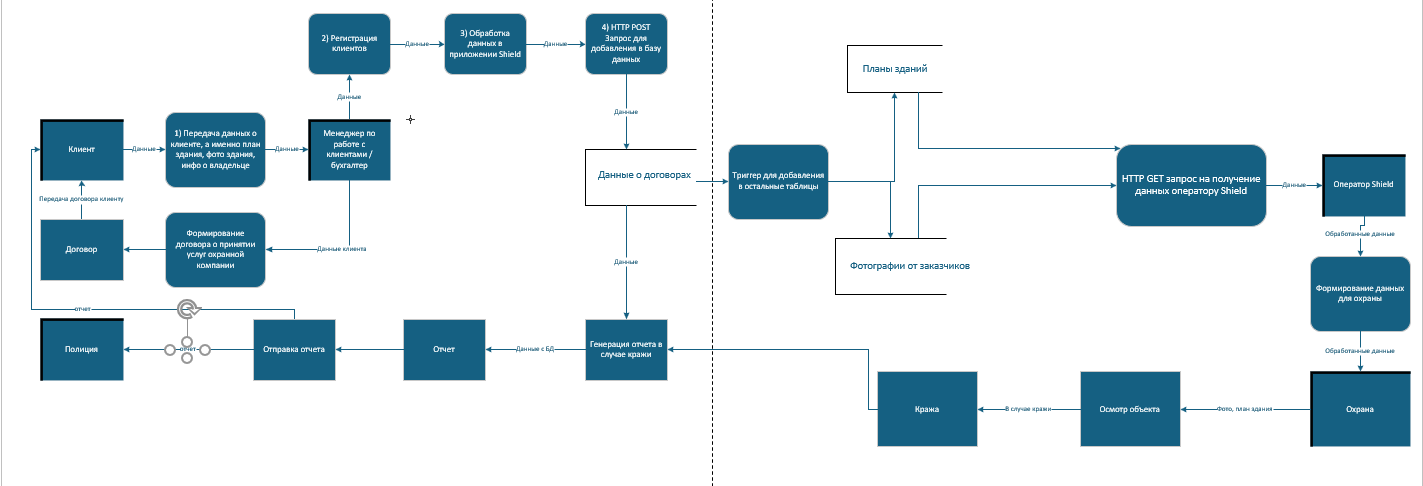 2) Регистрация
клиентов
Данные
3) Обработка
данных в
приложении Shield
Данные
4) HTTP POST
Запрос для
добавления в базу
данных
Данные
Данные
Клиент
Данные
1) Передача данных о
клиенте, а именно план
здания, фото здания,
инфо о владельце
Данные
Менеджер по
работе с
клиентами /
бухгалтер
Передача договора клиенту
Договор
Формирование
договора о принятии
услуг охранной
компании
Данные клиента
Данные о договорах
Данные
отчет
Полиция
отчет
Отправка отчета
Отчет
Данные с БД
Генерация отчета в
случае кражи
Триггер для добавления
в остальные таблицы
Планы зданий
Фотографии от заказчиков
HTTP GET запрос на получение
данных оператору Shield
Данные
Оператор Shield
Обработанные данные
Формирование данных
для охраны
Обработанные данные
Кража
В случае кражи
Осмотр объекта
Фото, план здания
Охрана